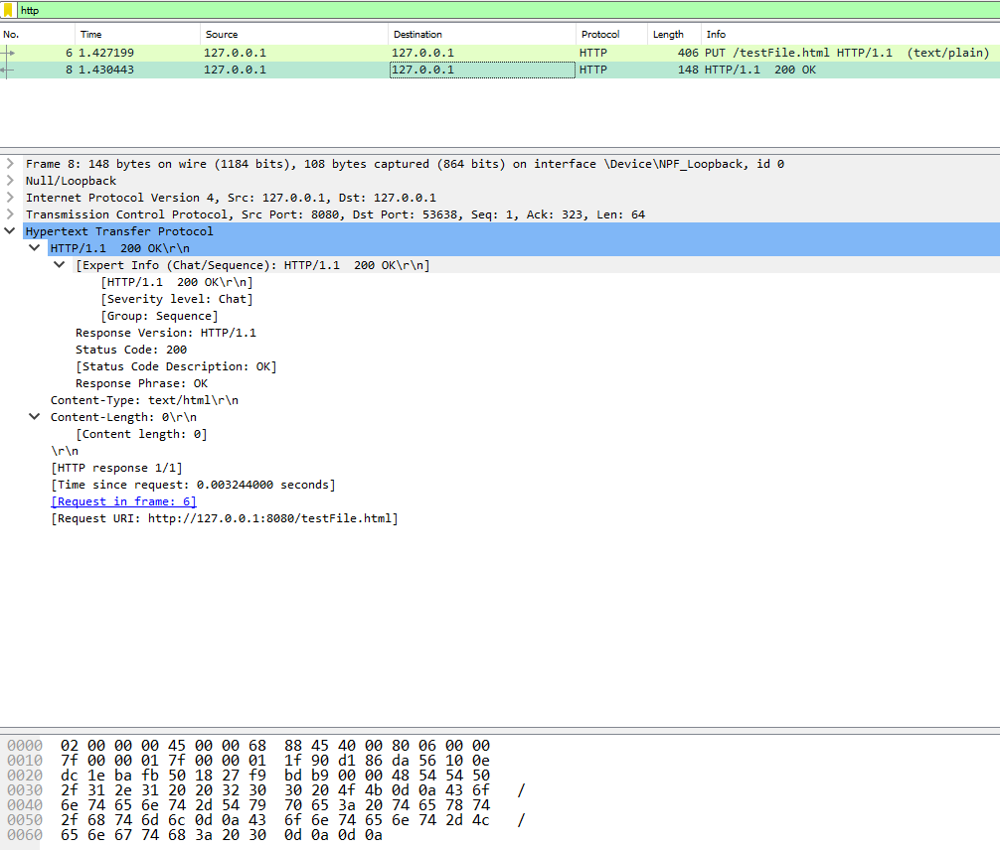 http
No. Time Source Destination Protocol Length Info
6 1.427199 127.0.0.1 127.0.0.1 HTTP 406 PUT /testFile.html HTTP/1.1  (text/plain)
8 1.430443 127.0.0.1 127.0.0.1 HTTP 148 HTTP/1.1  200 OK
Frame 8: 148 bytes on wire (1184 bits), 108 bytes captured (864 bits) on interface \Device\NPF_Loopback, id 0
Null/Loopback
Internet Protocol Version 4, Src: 127.0.0.1, Dst: 127.0.0.1
Transmission Control Protocol, Src Port: 8080, Dst Port: 53638, Seq: 1, Ack: 323, Len: 64
Hypertext Transfer Protocol
HTTP/1.1  200 OK\r\n
[Expert Info (Chat/Sequence): HTTP/1.1  200 OK\r\n]
[HTTP/1.1  200 OK\r\n]
[Severity level: Chat]
[Group: Sequence]
Response Version: HTTP/1.1
Status Code: 200
[Status Code Description: OK]
Response Phrase: OK
Content-Type: text/html\r\n
Content-Length: 0\r\n
[Content length: 0]
\r\n
[HTTP response 1/1]
[Time since request: 0.003244000 seconds]
[Request in frame: 6]
[Request URI: http://127.0.0.1:8080/testFile.html]
0000 02 00 00 00 45 00 00 68 88 45 40 00 80 06 00 00
0010 7f 00 00 01 7f 00 00 01 1f 90 d1 86 da 56 10 0e
0020 dc 1e ba fb 50 18 27 f9 bd b9 00 00 48 54 54 50
0030 2f 31 2e 31 20 20 32 30 30 20 4f 4b 0d 0a 43 6f /
0040 6e 74 65 6e 74 2d 54 79 70 65 3a 20 74 65 78 74
0050 2f 68 74 6d 6c 0d 0a 43 6f 6e 74 65 6e 74 2d 4c /
0060 65 6e 67 74 68 3a 20 30 0d 0a 0d 0a